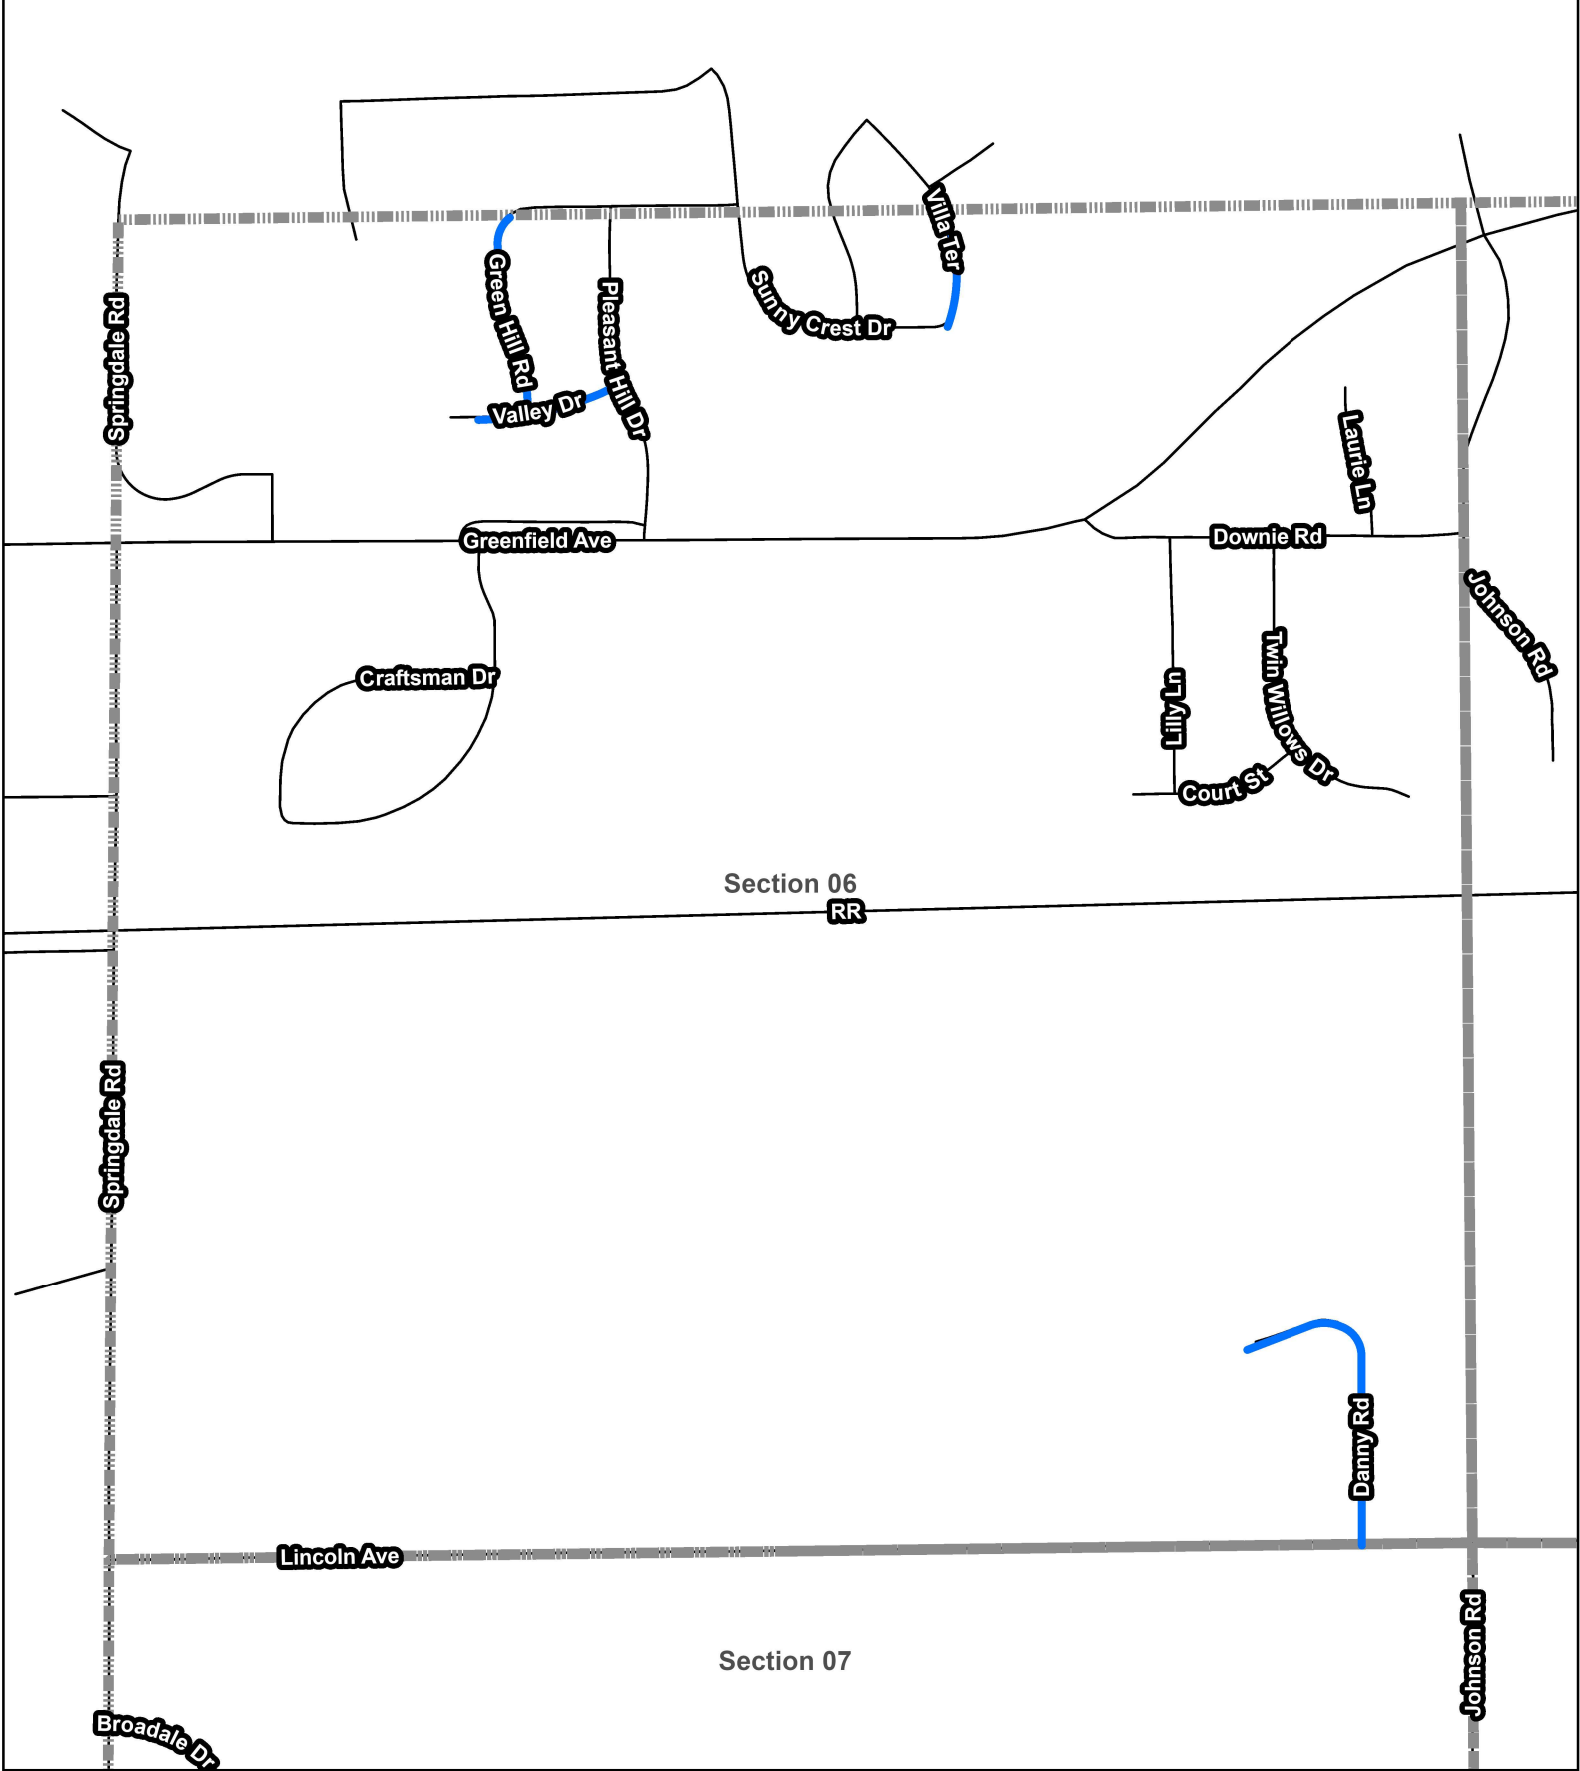 Villa Ter
Green Hill Rd
Pleasant Hill Dr
Sunny Crest Dr
Springdale Rd
Valley Dr
Laurie Ln
Greenfield Ave
Downie Rd
Johnson Rd
Craftsman Dr
Lilly Ln
Twin Willows Dr
Court St
Section 06
RR
Springdale Rd
Danny Rd
Lincoln Ave
Section 07
Johnson Rd
Broadale Dr